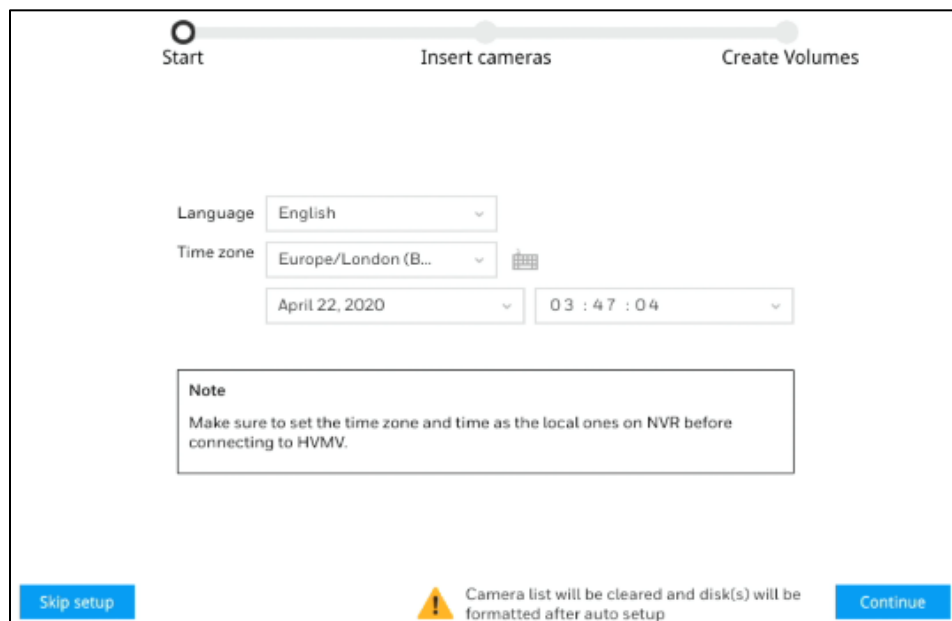 Start
Insert cameras
Create Volumes
Language
English
Time zone
Europe/London (B...
April 22, 2020
03 : 47 : 04
Note
Make sure to set the time zone and time as the local ones on NVR before
connecting to HVMV.
Skip setup
Camera list will be cleared and disk(s) will be
formatted after auto setup
Continue